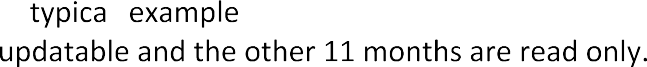 typica example
updatable and the other 11 months are read only.